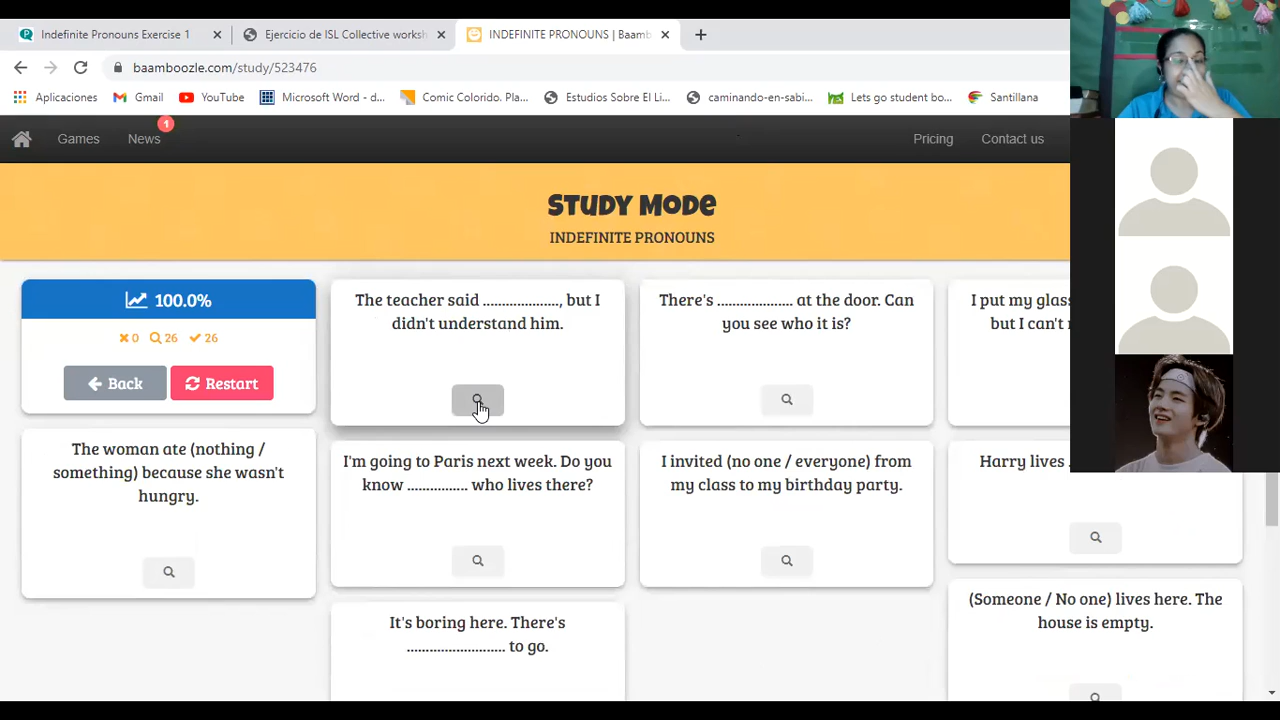 Indefinite Pronouns Exercise 1
Ejercicio de ISL Collective works
INDEFINITE PRONOUNS | Baamb
baamboozle.com/study/523476
Aplicaciones
Gmail
YouTube
Microsoft Word - d...
Comic Colorido. Pla...
Estudios Sobre El Li...
caminando-en-sabi...
Lets go student bo...
Santillana
Games
News
1
Pricing
Contact us
Study Mode
INDEFINITE PRONOUNS
100.0%
0
26
26
Back
Restart
The teacher said ...................., but I
didn't understand him.
There's .................... at the door. Can
you see who it is?
I put my glass
but I can't
The woman ate (nothing /
something) because she wasn't
hungry.
I'm going to Paris next week. Do you
know ................ who lives there?
I invited (no one / everyone) from
my class to my birthday party.
Harry lives
It's boring here. There's
.......................... to go.
(Someone / No one) lives here. The
house is empty.